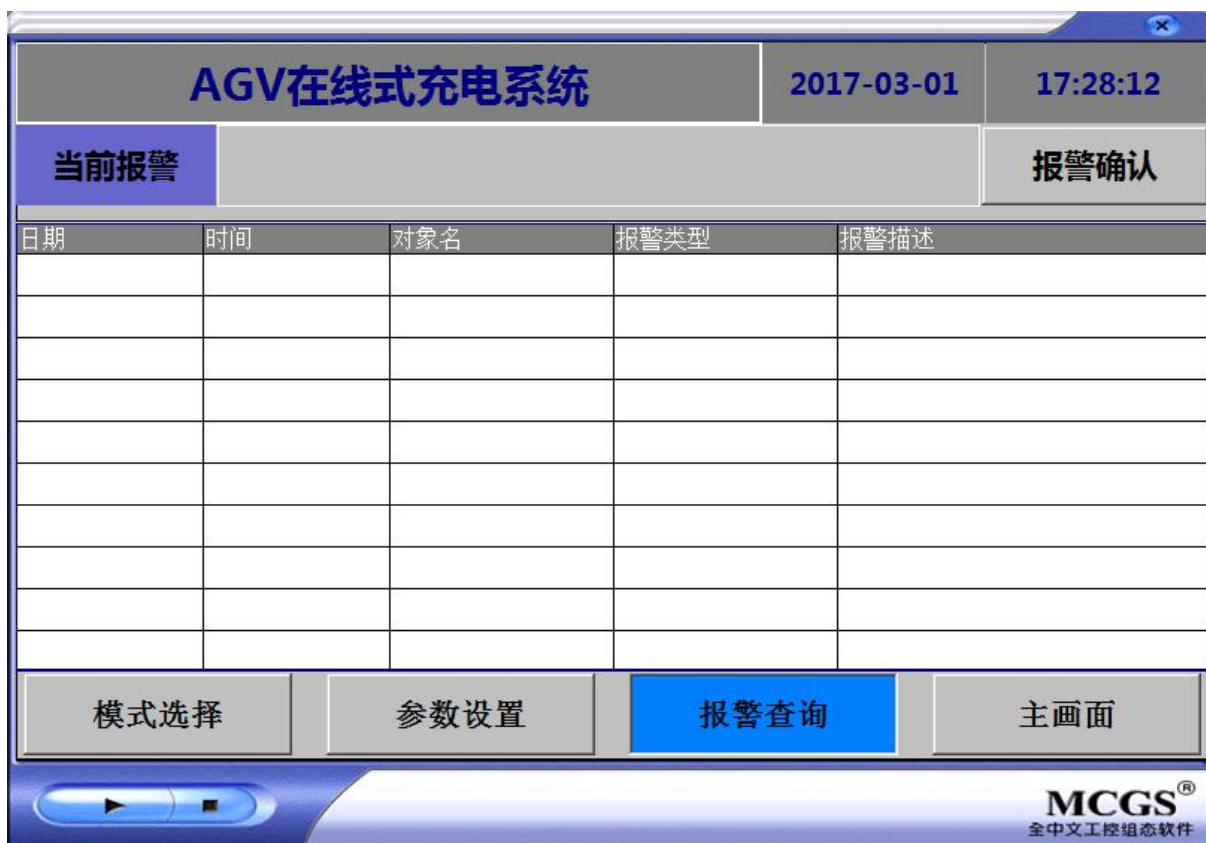 AGV在线式充电系统 2017-03-01 17:28:12
当前报警 报警确认
日期 时间 对象名 报警类型 报警描述
模式选择 参数设置 报警查询 主画面
MCGS®
全中文工控组态软件